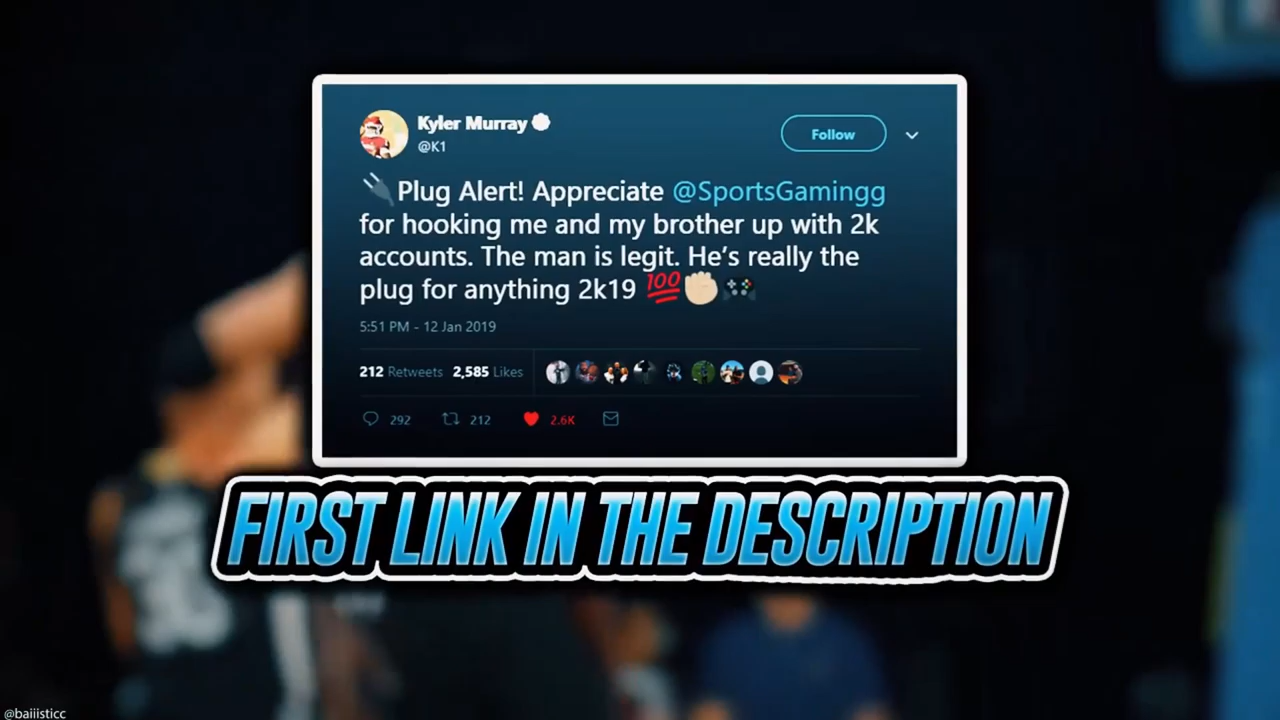 Kyler Murray
@K1
Follow
🔌Plug Alert! Appreciate @SportsGamingg
for hooking me and my brother up with 2k
accounts. The man is legit. He’s really the
plug for anything 2k19 💯✊🏼🎮
5:51 PM - 12 Jan 2019
212 Retweets 2,585 Likes
292 212 2.6K
FIRST LINK IN THE DESCRIPTION
@baiiisticc